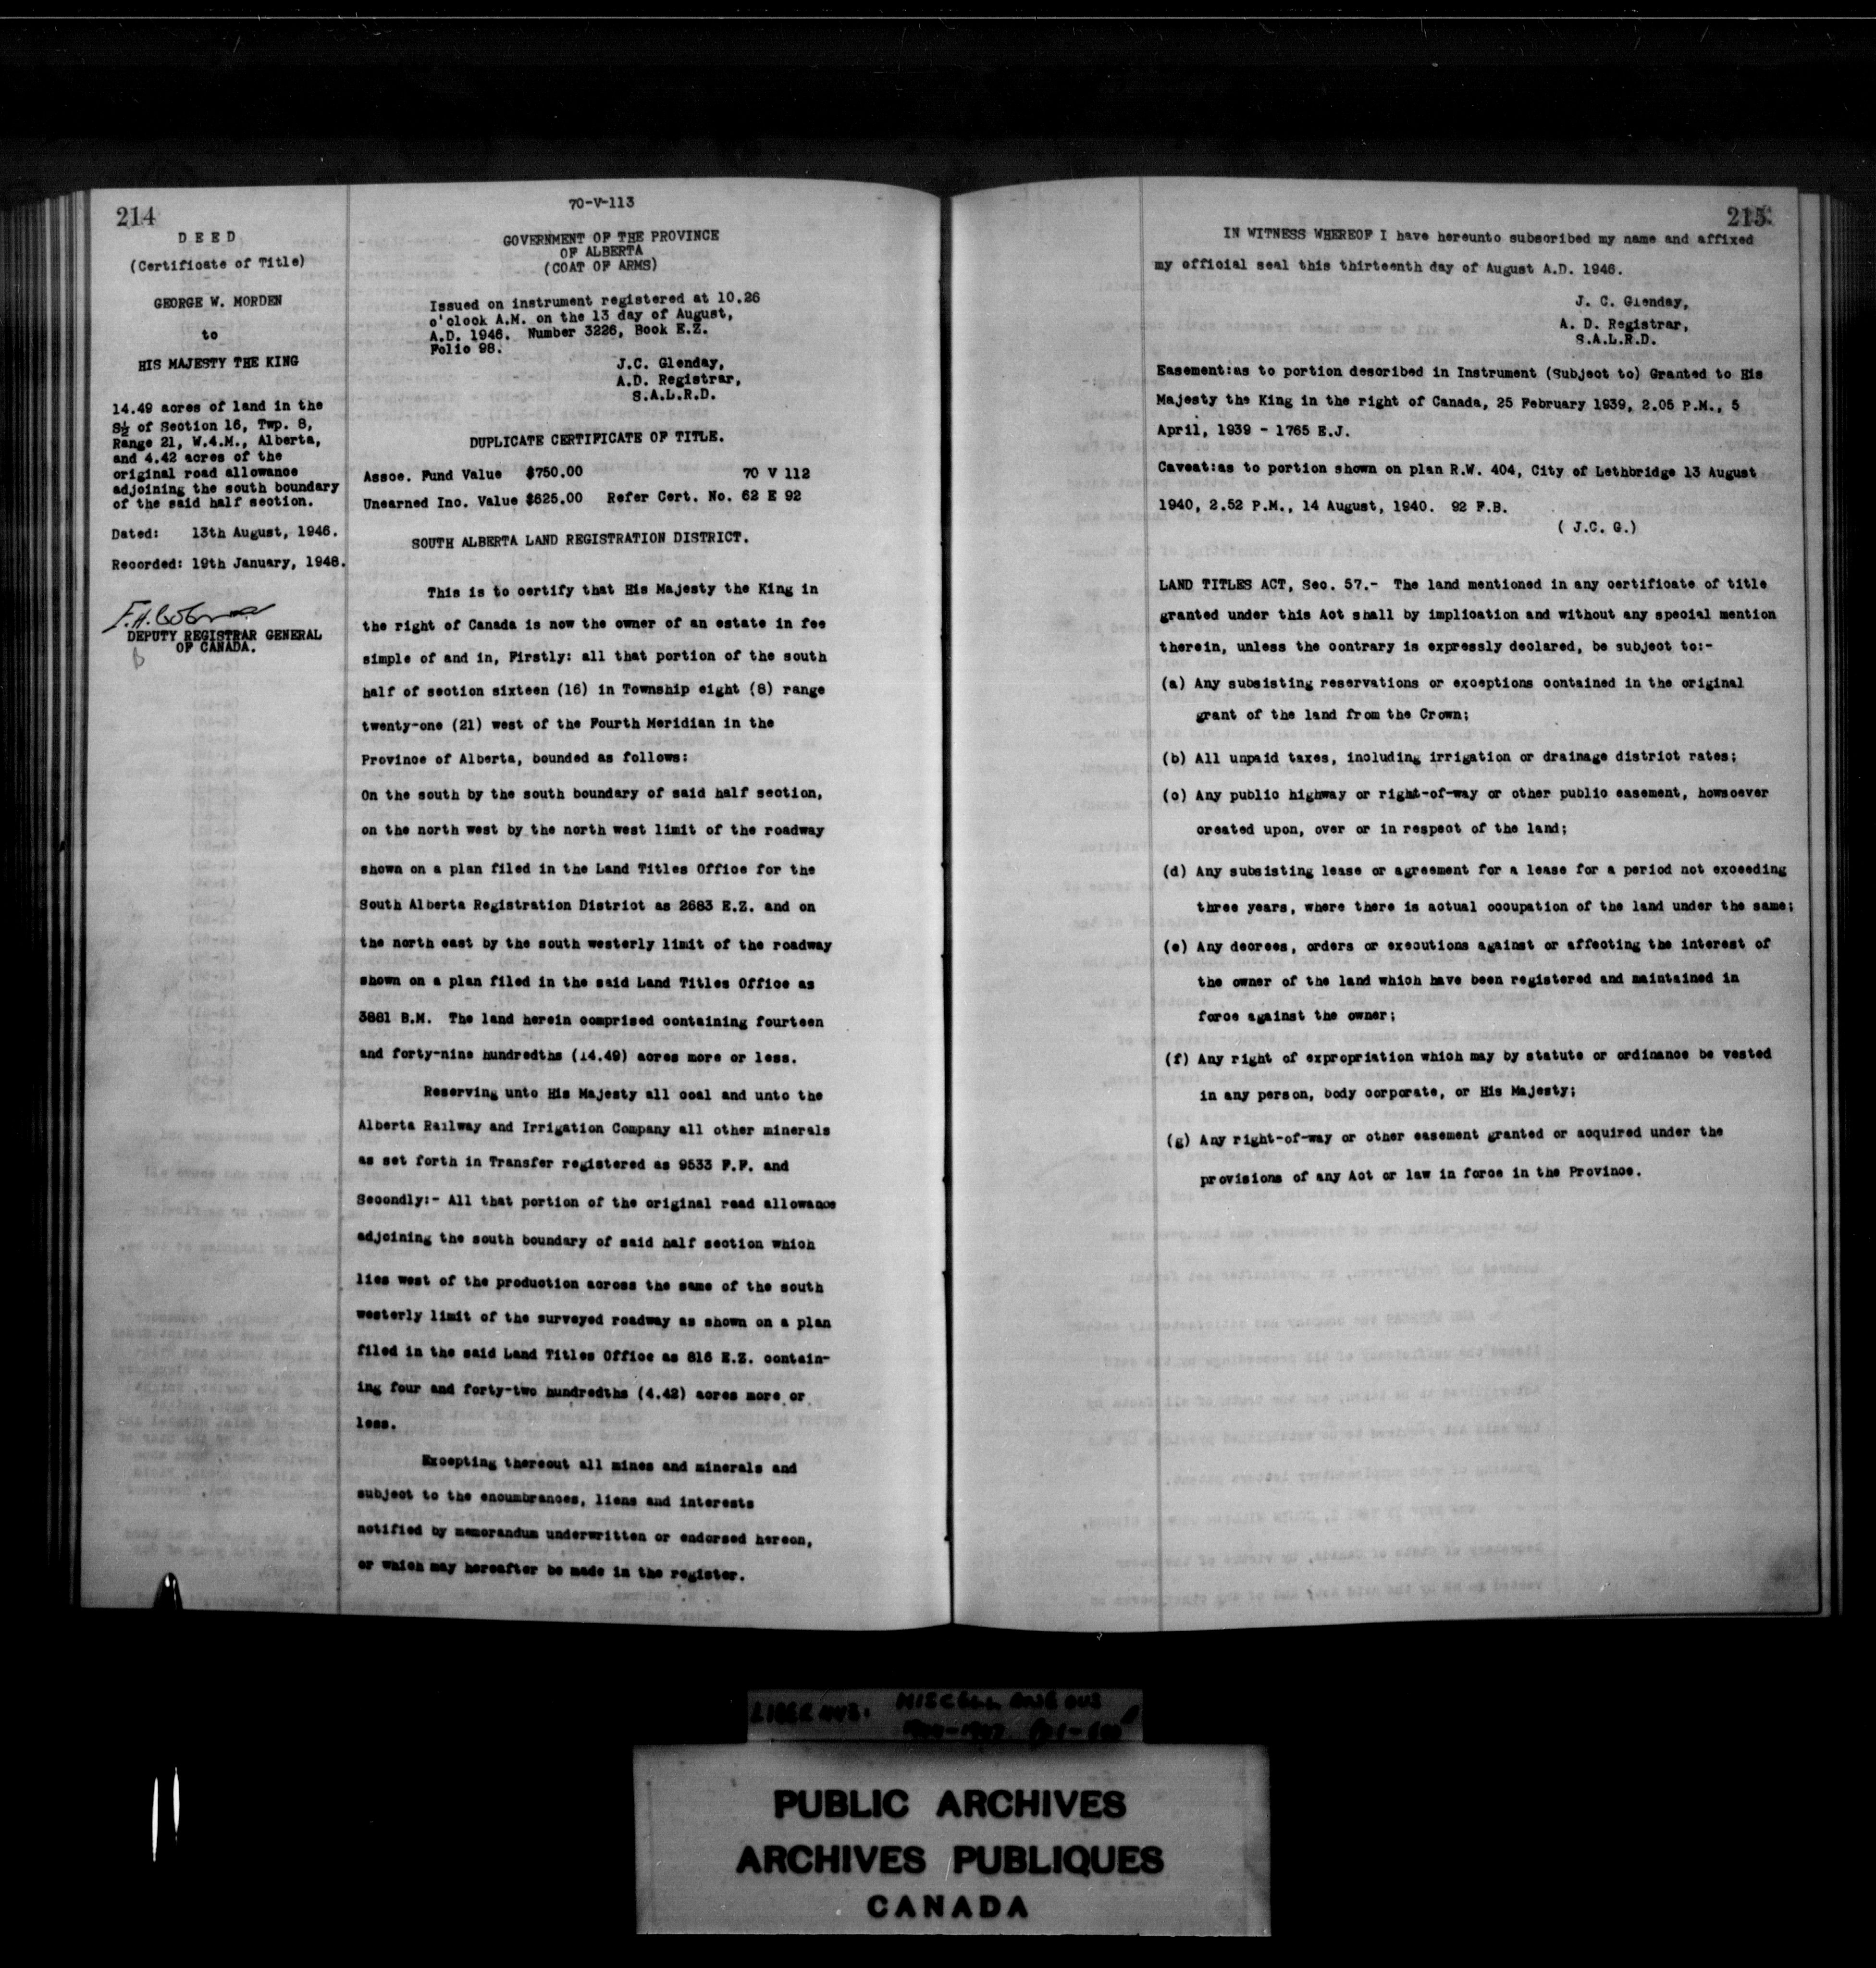 214
D E E D
(Certificate of Title)
GEORGE W. MORDEN
to
HIS MAJESTY THE KING
14.49 acres of land in the
S½ of Section 16, Twp. 8,
Range 21, W.4.M., Alberta,
and 4.42 acres of the
original road allowance
adjoining the south boundary
of the said half section.
Dated: 13th August, 1946.
Recorded: 19th January, 1948.
DEPUTY REGISTRAR GENERAL
OF CANADA.
70-V-113
GOVERNMENT OF THE PROVINCE
OF ALBERTA
(COAT OF ARMS)
Issued on instrument registered at 10.26
o'clock A.M. on the 13 day of August,
A.D. 1946. Number 3226, Book E.Z.
Folio 98.
J.C. Glenday,
A.D. Registrar,
S.A.L.R.D.
DUPLICATE CERTIFICATE OF TITLE.
Assce. Fund Value $750.00 70 V 112
Unearned Inc. Value $625.00 Refer Cert. No. 62 E 92
SOUTH ALBERTA LAND REGISTRATION DISTRICT.
This is to certify that His Majesty the King in
the right of Canada is now the owner of an estate in fee
simple of and in, Firstly: all that portion of the south
half of section sixteen (16) in Township eight (8) range
twenty-one (21) west of the Fourth Meridian in the
Province of Alberta, bounded as follows:
On the south by the south boundary of said half section,
on the north west by the north west limit of the roadway
shown on a plan filed in the Land Titles Office for the
South Alberta Registration District as 2683 E.Z. and on
the north east by the south westerly limit of the roadway
shown on a plan filed in the said Land Titles Office as
3881 B.M. The land herein comprised containing fourteen
and forty-nine hundredths (14.49) acres more or less.
Reserving unto His Majesty all coal and unto the
Alberta Railway and Irrigation Company all other minerals
as set forth in Transfer registered as 9533 F.F. and
Secondly:- All that portion of the original road allowance
adjoining the south boundary of said half section which
lies west of the production across the same of the south
westerly limit of the surveyed roadway as shown on a plan
filed in the said Land Titles Office as 816 E.Z. contain-
ing four and forty-two hundredths (4.42) acres more or
less.
Excepting thereout all mines and minerals and
subject to the encumbrances, liens and interests
notified by memorandum underwritten or endorsed hereon,
or which may hereafter be made in the register.
215
IN WITNESS WHEREOF I have hereunto subscribed my name and affixed
my official seal this thirteenth day of August A.D. 1946.
J. C. Glenday,
A. D. Registrar,
S.A.L.R.D.
Easement:as to portion described in Instrument (Subject to) Granted to His
Majesty the King in the right of Canada, 25 February 1939, 2.05 P.M., 5
April, 1939 - 1765 E.J.
Caveat:as to portion shown on plan R.W. 404, City of Lethbridge 13 August
1940, 2.52 P.M., 14 August, 1940. 92 F.B.
( J.C. G.)
LAND TITLES ACT, Sec. 57.- The land mentioned in any certificate of title
granted under this Act shall by implication and without any special mention
therein, unless the contrary is expressly declared, be subject to:-
(a) Any subsisting reservations or exceptions contained in the original
grant of the land from the Crown;
(b) All unpaid taxes, including irrigation or drainage district rates;
(c) Any public highway or right-of-way or other public easement, howsoever
created upon, over or in respect of the land;
(d) Any subsisting lease or agreement for a lease for a period not exceeding
three years, where there is actual occupation of the land under the same;
(e) Any decrees, orders or executions against or affecting the interest of
the owner of the land which have been registered and maintained in
force against the owner;
(f) Any right of expropriation which may by statute or ordinance be vested
in any person, body corporate, or His Majesty;
(g) Any right-of-way or other easement granted or acquired under the
provisions of any Act or law in force in the Province.
MISCELLANEOUS
PUBLIC ARCHIVES
ARCHIVES PUBLIQUES
CANADA